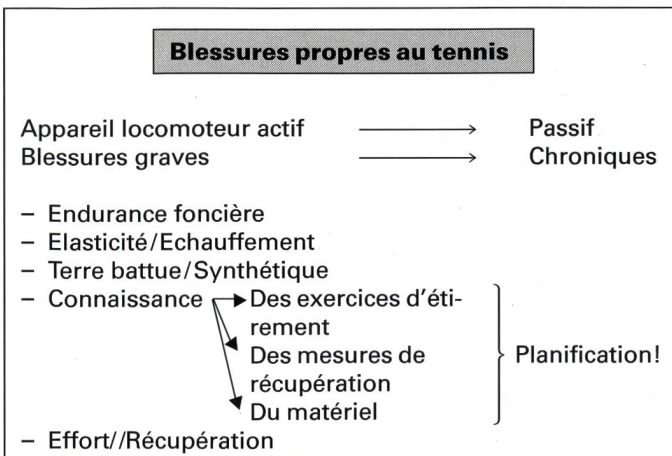 Blessures propres au tennis
Appareil locomoteur actif → Passif
Blessures graves → Chroniques
– Endurance foncière
– Elasticité/Echauffement
– Terre battue/Synthétique
– Connaissance Des exercices d'éti-
rement
Des mesures de Planification!
récupération
Du matériel
– Effort//Récupération